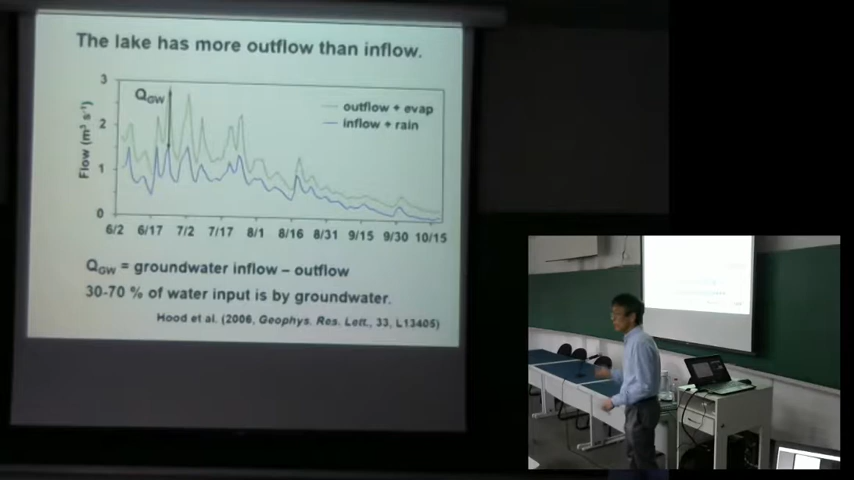 The lake has more outflow than inflow.
3
QGW
outflow + evap
inflow + rain
2
Flow (m³ s⁻¹)
1
0
6/2 6/17 7/2 7/17 8/1 8/16 8/31 9/15 9/30 10/15
QGW = groundwater inflow – outflow
30-70 % of water input is by groundwater.
Hood et al. (2006, Geophys. Res. Lett., 33, L13405)